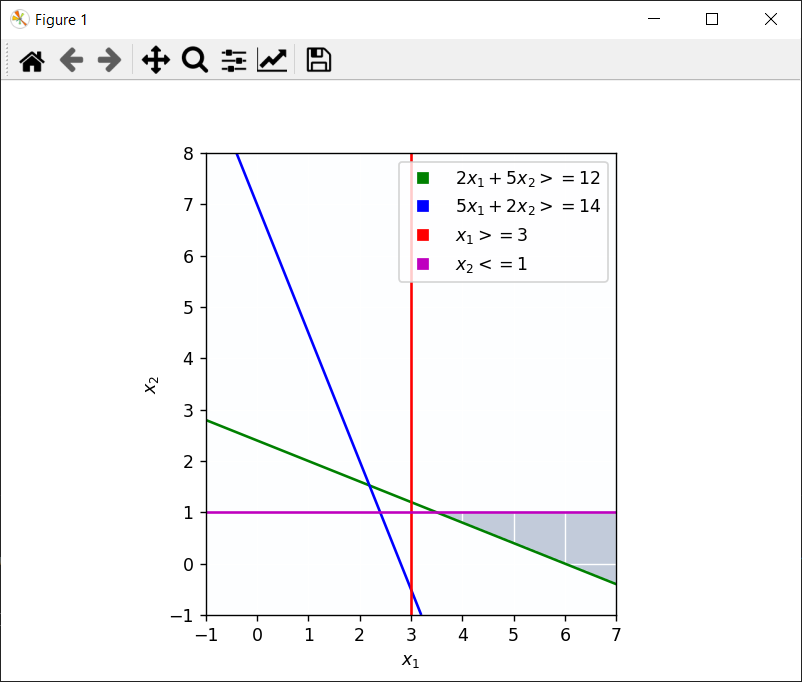 Figure 1
8
7
6
5
4
3
2
1
0
−1
x₂
2x₁ + 5x₂ > = 12
5x₁ + 2x₂ > = 14
x₁ > = 3
x₂ < = 1
−1 0 1 2 3 4 5 6 7
x₁